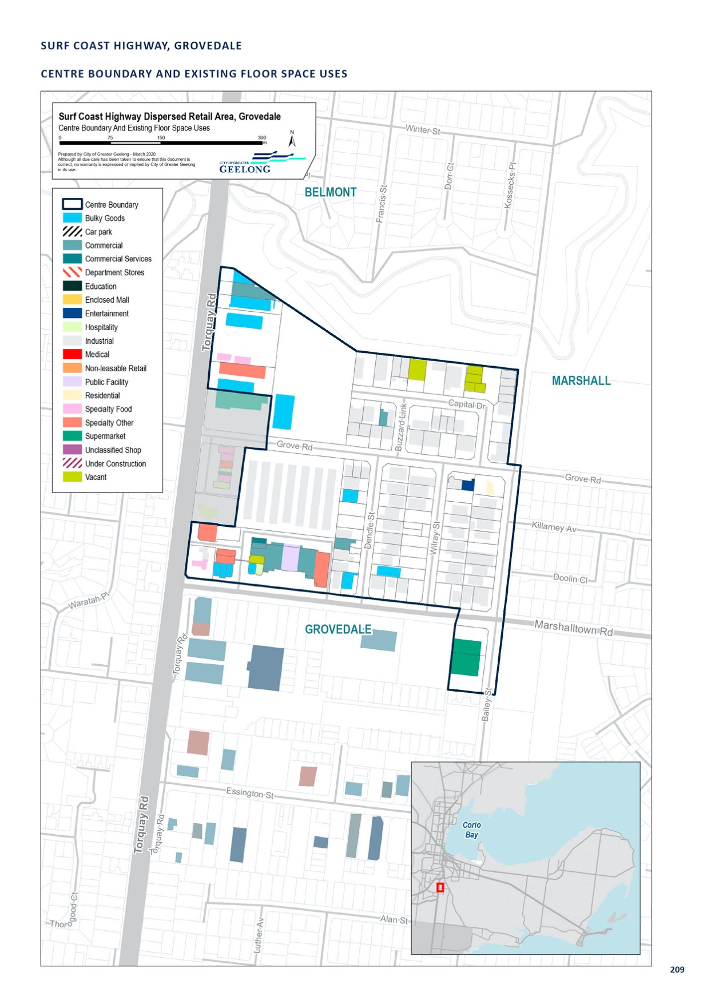 SURF COAST HIGHWAY, GROVEDALE
CENTRE BOUNDARY AND EXISTING FLOOR SPACE USES
Surf Coast Highway Dispersed Retail Area, Grovedale
Centre Boundary And Existing Floor Space Uses
0 75 150 300
m
N
Prepared by City of Greater Geelong - March 2020
Although all due care has been taken to ensure that this document is
correct, no warranty is expressed or implied by City of Greater Geelong
in its use.
CITY OF GREATER
GEELONG
Centre Boundary
Bulky Goods
Car park
Commercial
Commercial Services
Department Stores
Education
Enclosed Mall
Entertainment
Hospitality
Industrial
Medical
Non-leasable Retail
Public Facility
Residential
Specialty Food
Specialty Other
Supermarket
Unclassified Shop
Under Construction
Vacant
Winter St
Pl
BELMONT
Francis St
Dorr Ct
Kossecks Pl
Torquay Rd
MARSHALL
Capital Dr
Buzzard Link
Grove Rd
Grove Rd
Killarney Av
Dendle St
Wilray St
Doolin Cl
Waratah Pl
Marshalltown Rd
GROVEDALE
Torquay Rd
Bailey St
Essington St
Torquay Rd
Torquay Rd
Corio
Bay
Thorogood Ct
Luther Av
Alan St
209